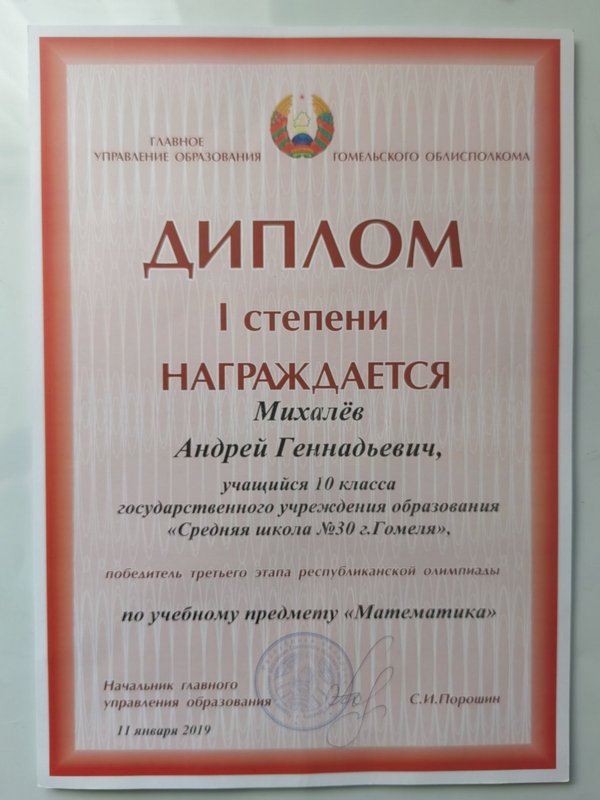 ГЛАВНОЕ
УПРАВЛЕНИЕ ОБРАЗОВАНИЯ ГОМЕЛЬСКОГО ОБЛИСПОЛКОМА
ДИПЛОМ
I степени
НАГРАЖДАЕТСЯ
Михалёв
Андрей Геннадьевич,
учащийся 10 класса
государственного учреждения образования
«Средняя школа №30 г.Гомеля»,
победитель третьего этапа республиканской олимпиады
по учебному предмету «Математика»
Начальник главного
управления образования С.И.Порошин
11 января 2019